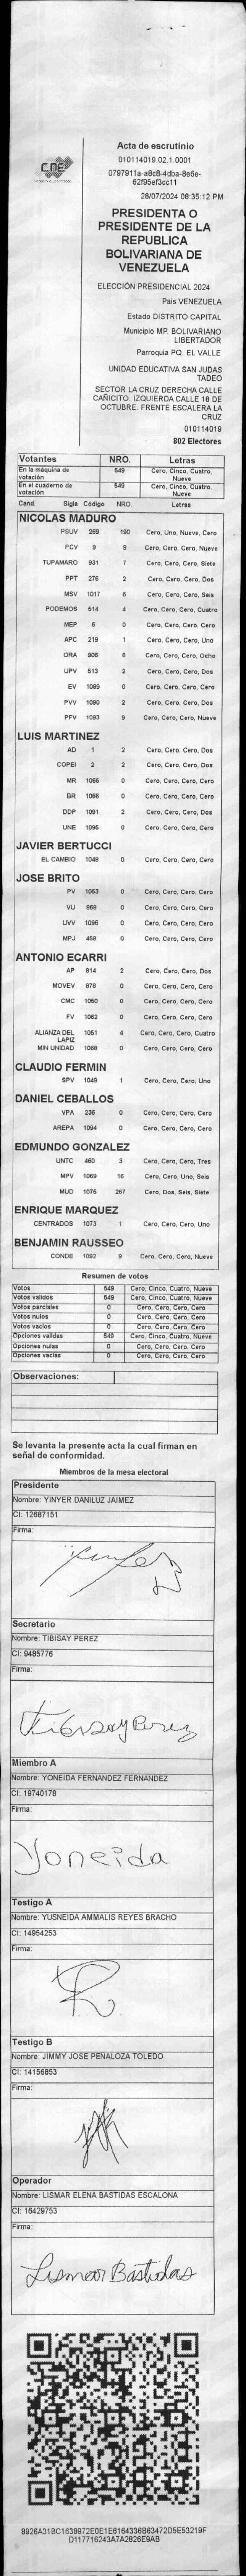 CNE
Acta de escrutinio
010114019.02.1.0001
0797911a-a8c8-4dba-8e6e-
62f95ef3cc11
28/07/2024 08:35:12 PM
PRESIDENTA O
PRESIDENTE DE LA
REPUBLICA
BOLIVARIANA DE
VENEZUELA
ELECCIÓN PRESIDENCIAL 2024
Pais VENEZUELA
Estado DISTRITO CAPITAL
Municipio MP. BOLIVARIANO
LIBERTADOR
Parroquia PQ. EL VALLE
UNIDAD EDUCATIVA SAN JUDAS
TADEO
SECTOR LA CRUZ DERECHA CALLE
CAÑICITO. IZQUIERDA CALLE 18 DE
OCTUBRE. FRENTE ESCALERA LA
CRUZ
010114019
802 Electores
Votantes NRO. Letras
En la máquina de votación 549 Cero, Cinco, Cuatro, Nueve
En el cuaderno de votación 549 Cero, Cinco, Cuatro, Nueve
Cand. Sigla Código NRO. Letras
NICOLAS MADURO
PSUV 269 190 Cero, Uno, Nueve, Cero
PCV 9 9 Cero, Cero, Cero, Nueve
TUPAMARO 931 7 Cero, Cero, Cero, Siete
PPT 276 2 Cero, Cero, Cero, Dos
MSV 1017 6 Cero, Cero, Cero, Seis
PODEMOS 514 4 Cero, Cero, Cero, Cuatro
MEP 6 0 Cero, Cero, Cero, Cero
APC 219 1 Cero, Cero, Cero, Uno
ORA 906 8 Cero, Cero, Cero, Ocho
UPV 513 2 Cero, Cero, Cero, Dos
EV 1089 0 Cero, Cero, Cero, Cero
PVV 1090 2 Cero, Cero, Cero, Dos
PFV 1093 9 Cero, Cero, Cero, Nueve
LUIS MARTINEZ
AD 1 2 Cero, Cero, Cero, Dos
COPEI 2 2 Cero, Cero, Cero, Dos
MR 1065 0 Cero, Cero, Cero, Cero
BR 1066 0 Cero, Cero, Cero, Cero
DDP 1091 2 Cero, Cero, Cero, Dos
UNE 1095 0 Cero, Cero, Cero, Cero
JAVIER BERTUCCI
EL CAMBIO 1048 0 Cero, Cero, Cero, Cero
JOSE BRITO
PV 1053 0 Cero, Cero, Cero, Cero
VU 868 0 Cero, Cero, Cero, Cero
UVV 1096 0 Cero, Cero, Cero, Cero
MPJ 458 0 Cero, Cero, Cero, Cero
ANTONIO ECARRI
AP 814 2 Cero, Cero, Cero, Dos
MOVEV 878 0 Cero, Cero, Cero, Cero
CMC 1050 0 Cero, Cero, Cero, Cero
FV 1052 0 Cero, Cero, Cero, Cero
ALIANZA DEL LAPIZ 1051 4 Cero, Cero, Cero, Cuatro
MIN UNIDAD 1088 0 Cero, Cero, Cero, Cero
CLAUDIO FERMIN
SPV 1049 1 Cero, Cero, Cero, Uno
DANIEL CEBALLOS
VPA 236 0 Cero, Cero, Cero, Cero
AREPA 1094 0 Cero, Cero, Cero, Cero
EDMUNDO GONZALEZ
UNTC 460 3 Cero, Cero, Cero, Tres
MPV 1069 16 Cero, Cero, Uno, Seis
MUD 1075 267 Cero, Dos, Seis, Siete
ENRIQUE MARQUEZ
CENTRADOS 1073 1 Cero, Cero, Cero, Uno
BENJAMIN RAUSSEO
CONDE 1092 9 Cero, Cero, Cero, Nueve
Resumen de votos
Votos 549 Cero, Cinco, Cuatro, Nueve
Votos validos 549 Cero, Cinco, Cuatro, Nueve
Votos parciales 0 Cero, Cero, Cero, Cero
Votos nulos 0 Cero, Cero, Cero, Cero
Votos vacios 0 Cero, Cero, Cero, Cero
Opciones validas 549 Cero, Cinco, Cuatro, Nueve
Opciones nulas 0 Cero, Cero, Cero, Cero
Opciones vacias 0 Cero, Cero, Cero, Cero
Observaciones:
Se levanta la presente acta la cual firman en
señal de conformidad.
Miembros de la mesa electoral
Presidente
Nombre: YINYER DANILUZ JAIMEZ
CI: 12687151
Firma:
Secretario
Nombre: TIBISAY PEREZ
CI: 9485776
Firma:
Tibisay Perez
Miembro A
Nombre: YONEIDA FERNANDEZ FERNANDEZ
CI: 19740178
Firma:
Yoneida
Testigo A
Nombre: YUSNEIDA AMMALIS REYES BRACHO
CI: 14954253
Firma:
Testigo B
Nombre: JIMMY JOSE PENALOZA TOLEDO
CI: 14156853
Firma:
Operador
Nombre: LISMAR ELENA BASTIDAS ESCALONA
CI: 16429753
Firma:
Lismar Bastidas
B926A31BC1638972E0E1E6164336B63472D5E53219F
D117716243A7A2826E9AB